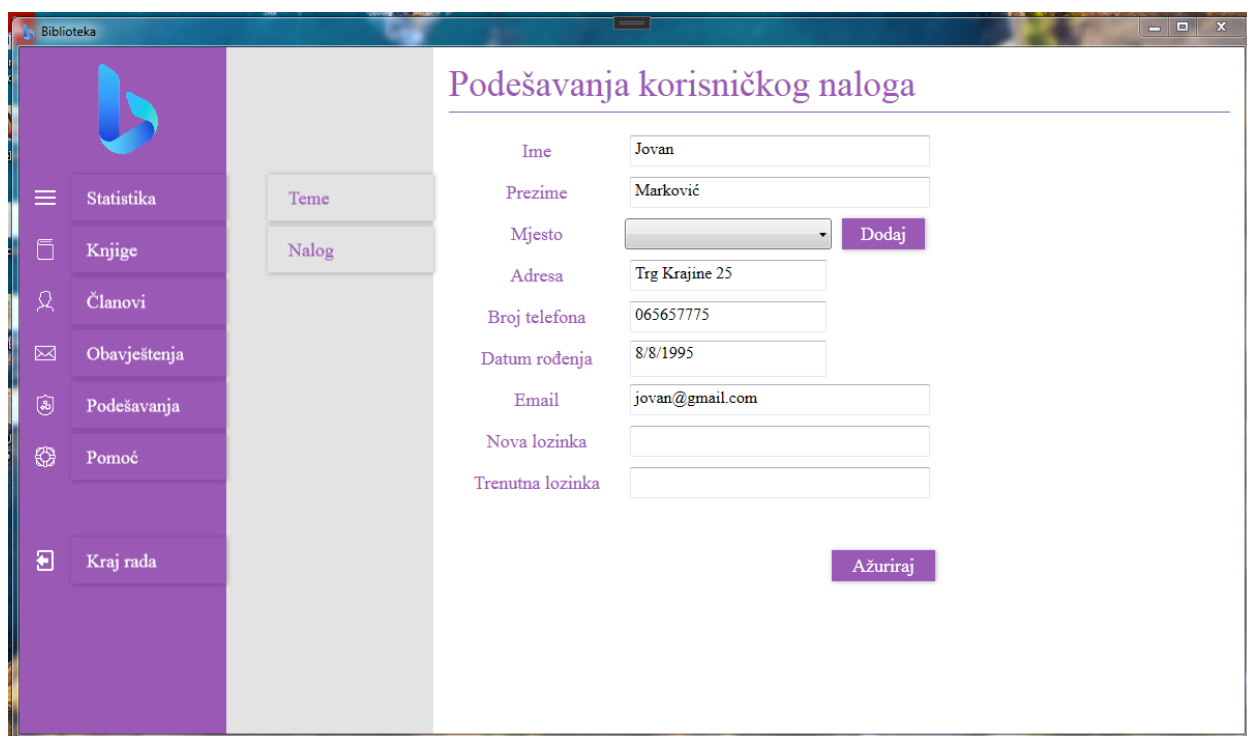 Biblioteka
Podešavanja korisničkog naloga
Statistika
Knjige
Članovi
Obavještenja
Podešavanja
Pomoć
Kraj rada
Teme
Nalog
Ime Jovan
Prezime Marković
Mjesto Dodaj
Adresa Trg Krajine 25
Broj telefona 065657775
Datum rođenja 8/8/1995
Email jovan@gmail.com
Nova lozinka
Trenutna lozinka
Ažuriraj